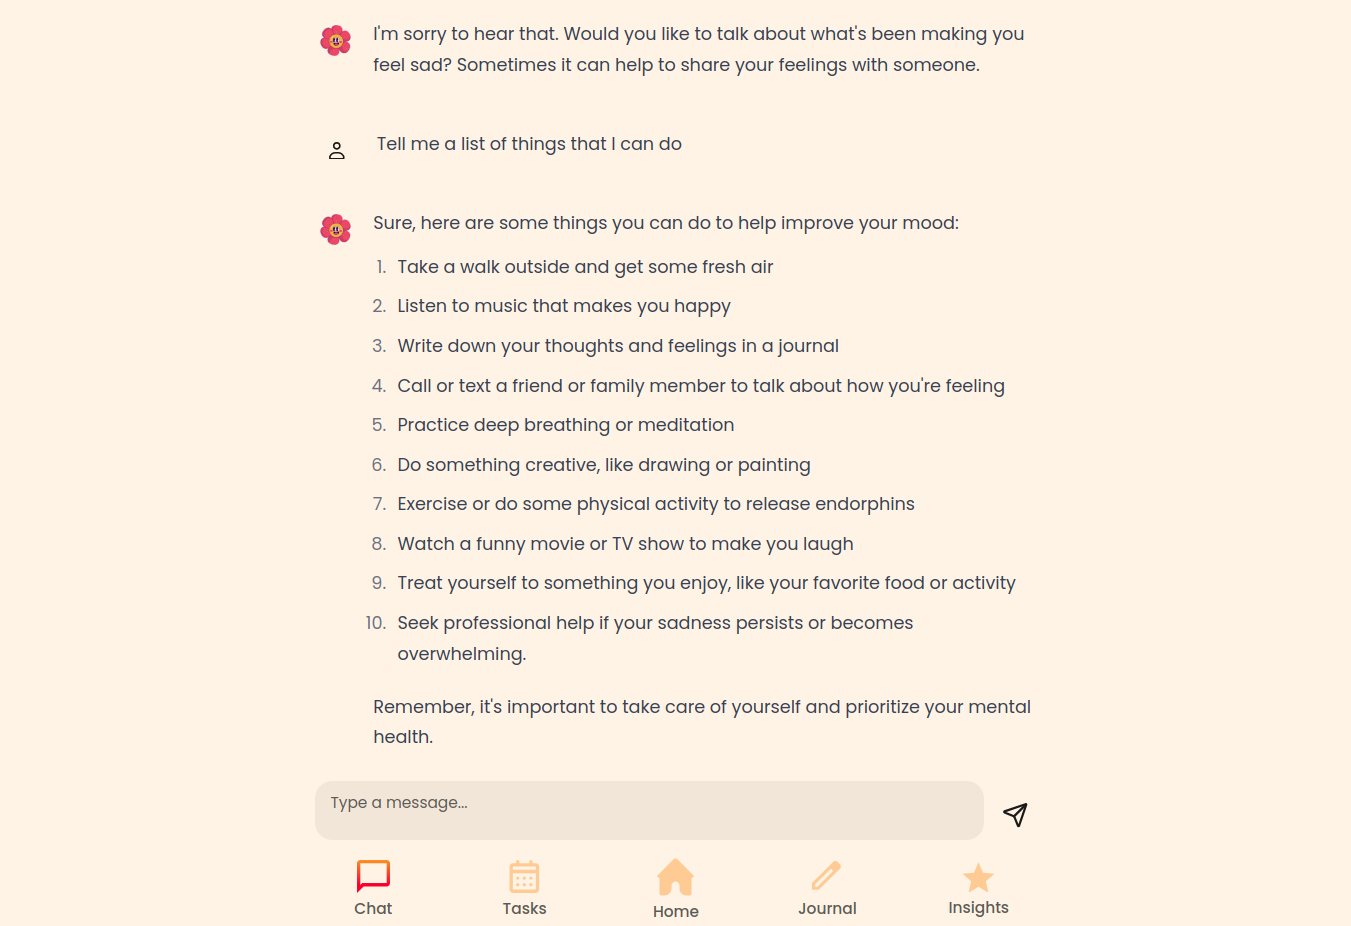 I'm sorry to hear that. Would you like to talk about what's been making you
feel sad? Sometimes it can help to share your feelings with someone.
Tell me a list of things that I can do
Sure, here are some things you can do to help improve your mood:
1. Take a walk outside and get some fresh air
2. Listen to music that makes you happy
3. Write down your thoughts and feelings in a journal
4. Call or text a friend or family member to talk about how you're feeling
5. Practice deep breathing or meditation
6. Do something creative, like drawing or painting
7. Exercise or do some physical activity to release endorphins
8. Watch a funny movie or TV show to make you laugh
9. Treat yourself to something you enjoy, like your favorite food or activity
10. Seek professional help if your sadness persists or becomes
overwhelming.
Remember, it's important to take care of yourself and prioritize your mental
health.
Type a message...
Chat Tasks Home Journal Insights